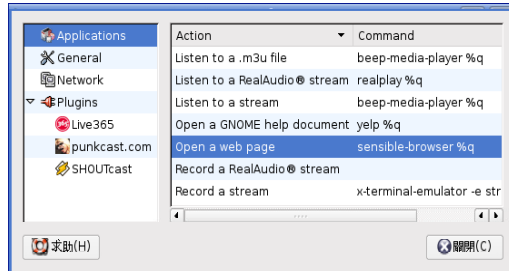 Applications
General
Network
Plugins
Live365
punkcast.com
SHOUTcast
Action Command
Listen to a .m3u file beep-media-player %q
Listen to a RealAudio® stream realplay %q
Listen to a stream beep-media-player %q
Open a GNOME help document yelp %q
Open a web page sensible-browser %q
Record a RealAudio® stream
Record a stream x-terminal-emulator -e str
求助(H) 關閉(C)